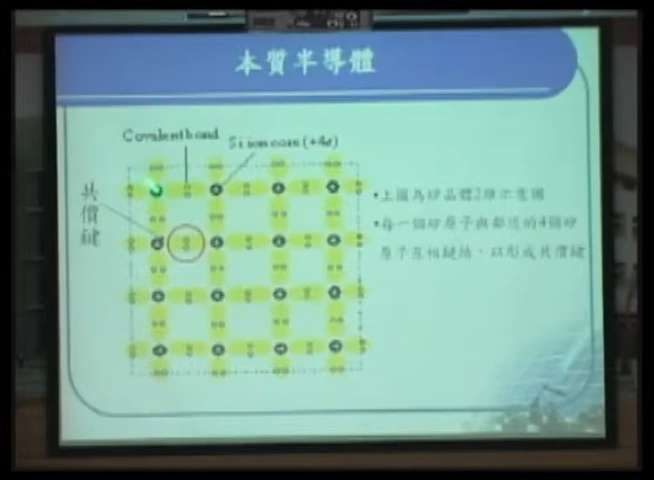 本質半導體
Covalent bond
Si ion core (+4e)
共價鍵
•上圖為矽晶體2維示意圖
•每一個矽原子與鄰近的4個矽
原子互相鍵結，以形成共價鍵